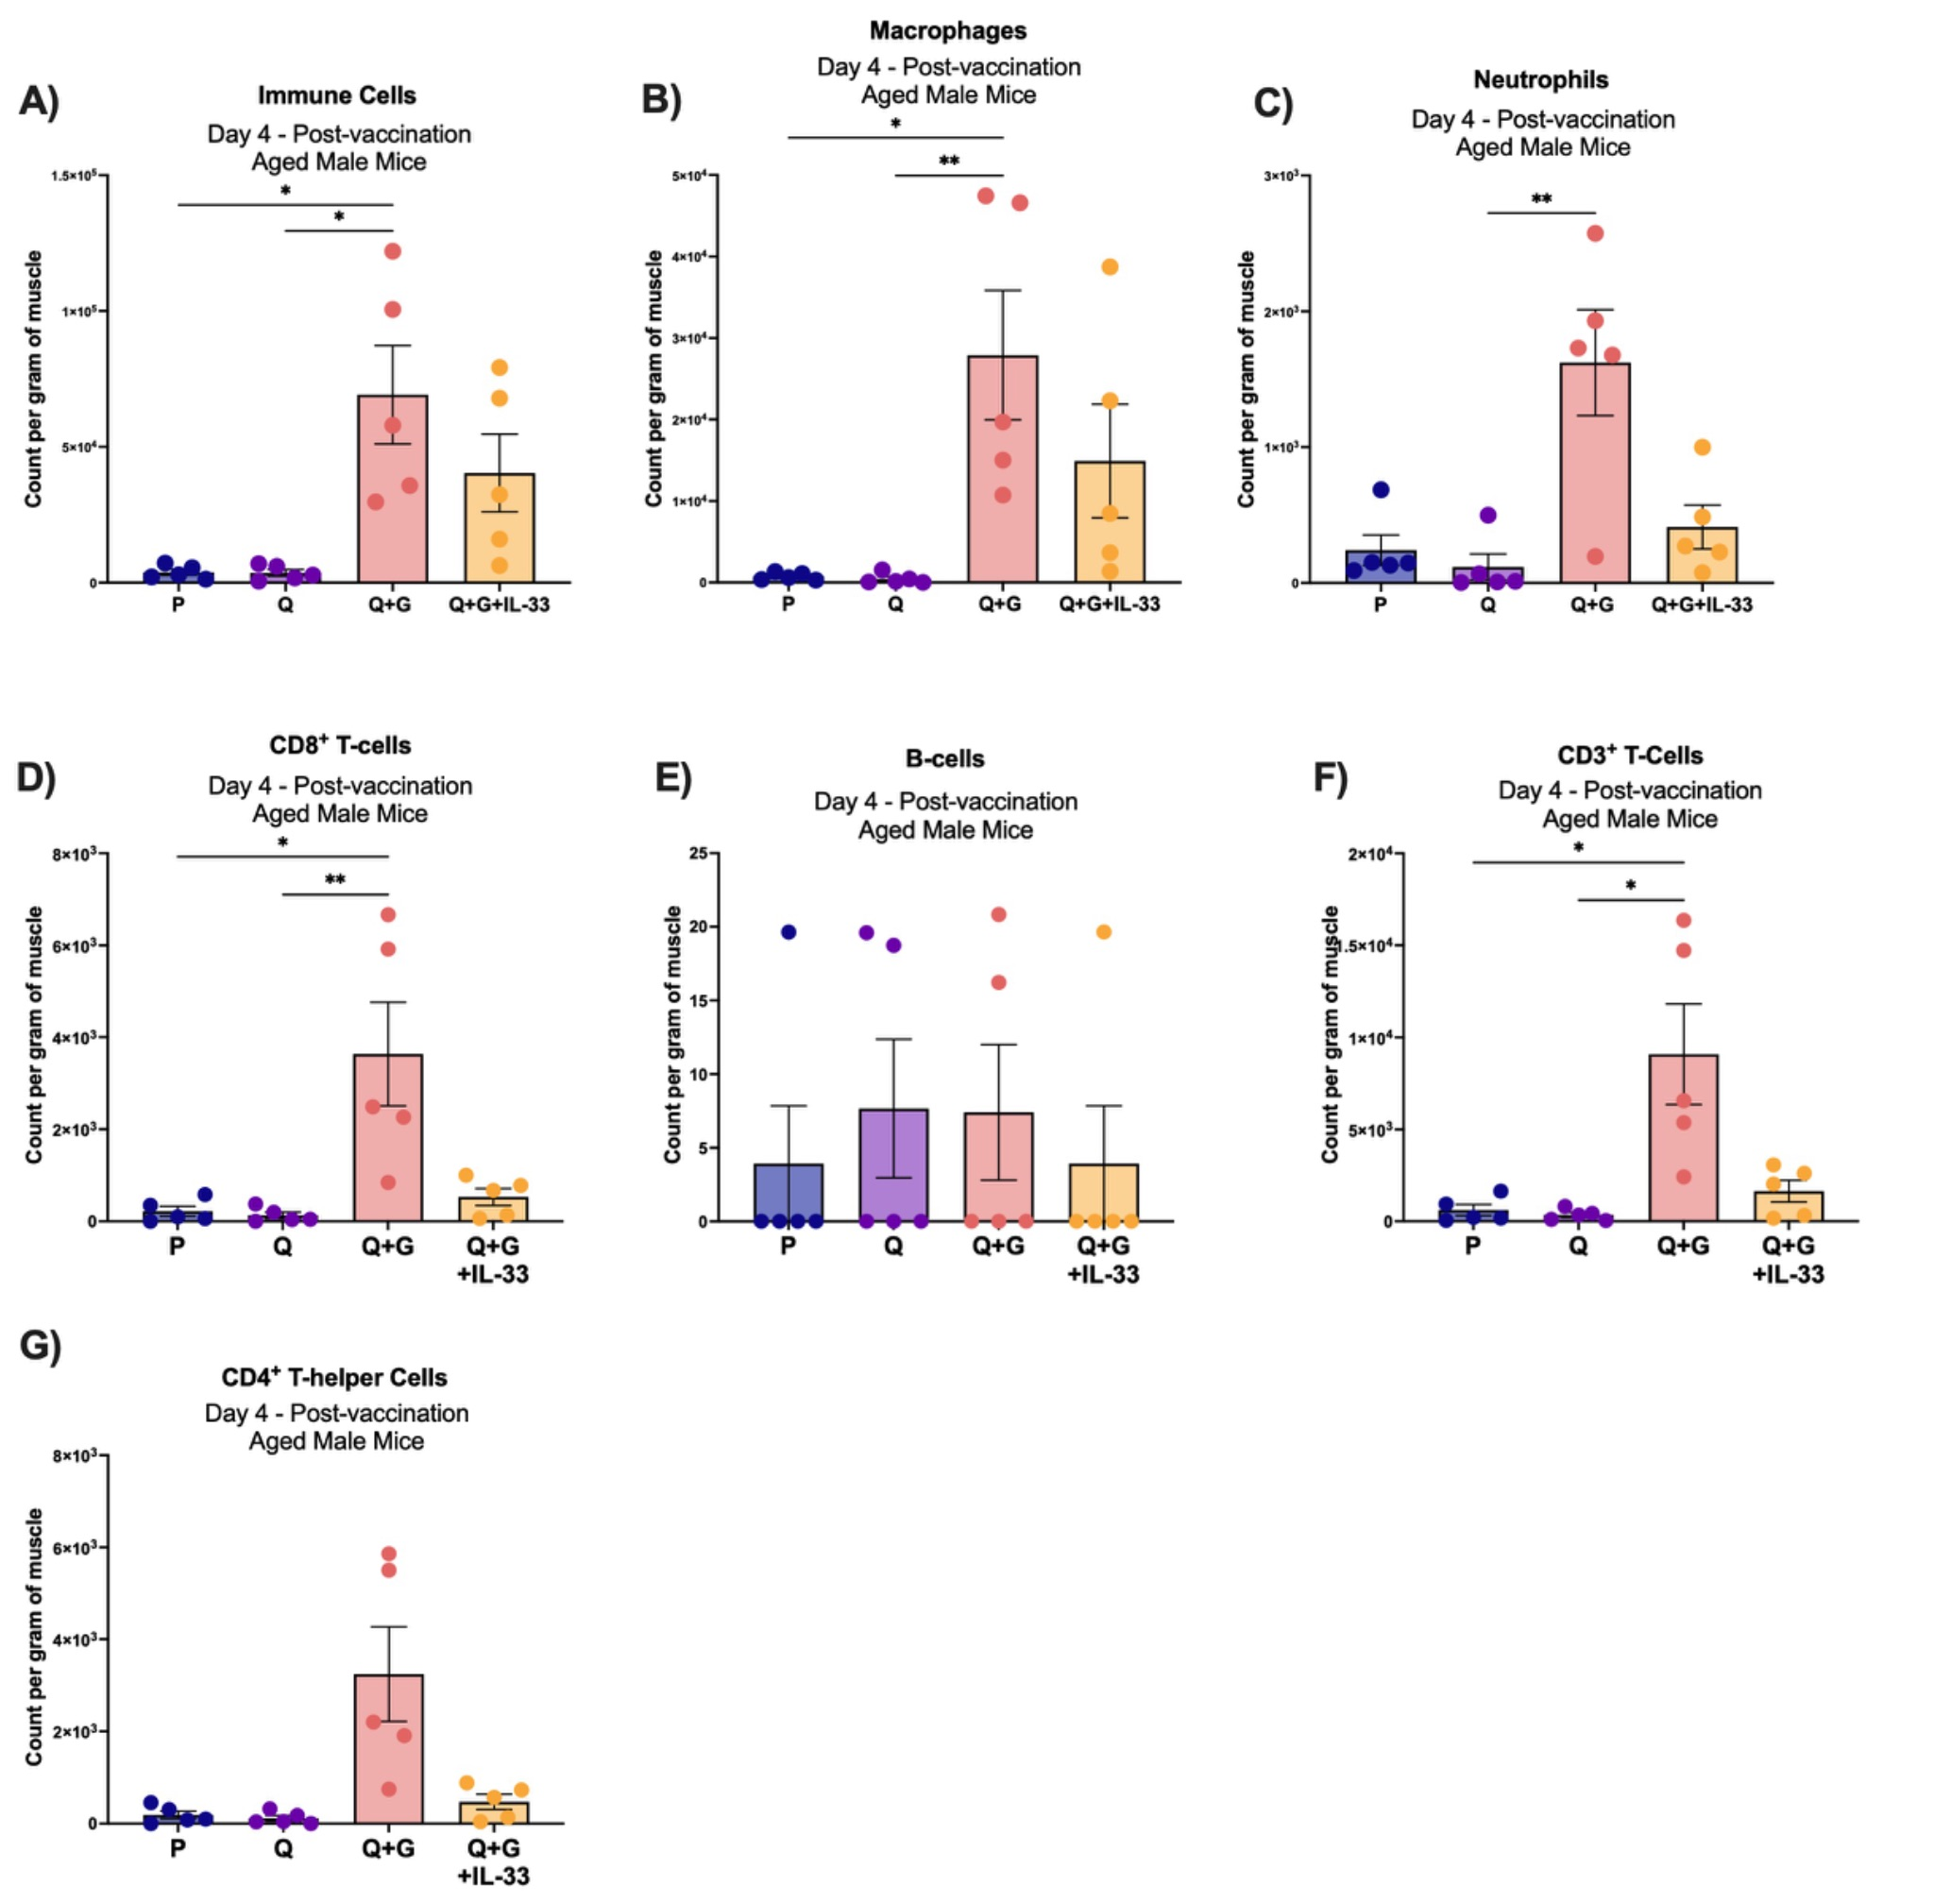 A)
Immune Cells
Day 4 - Post-vaccination
Aged Male Mice
*
*
Count per gram of muscle
1.5×10⁵
1×10⁵
5×10⁴
0
P Q Q+G Q+G+IL-33
B)
Macrophages
Day 4 - Post-vaccination
Aged Male Mice
*
**
Count per gram of muscle
5×10⁴
4×10⁴
3×10⁴
2×10⁴
1×10⁴
0
P Q Q+G Q+G+IL-33
C)
Neutrophils
Day 4 - Post-vaccination
Aged Male Mice
**
Count per gram of muscle
3×10³
2×10³
1×10³
0
P Q Q+G Q+G+IL-33
D)
CD8⁺ T-cells
Day 4 - Post-vaccination
Aged Male Mice
*
**
Count per gram of muscle
8×10³
6×10³
4×10³
2×10³
0
P Q Q+G Q+G
+IL-33
E)
B-cells
Day 4 - Post-vaccination
Aged Male Mice
Count per gram of muscle
25
20
15
10
5
0
P Q Q+G Q+G
+IL-33
F)
CD3⁺ T-Cells
Day 4 - Post-vaccination
Aged Male Mice
*
*
Count per gram of muscle
2×10⁴
1.5×10⁴
1×10⁴
5×10³
0
P Q Q+G Q+G
+IL-33
G)
CD4⁺ T-helper Cells
Day 4 - Post-vaccination
Aged Male Mice
Count per gram of muscle
8×10³
6×10³
4×10³
2×10³
0
P Q Q+G Q+G
+IL-33